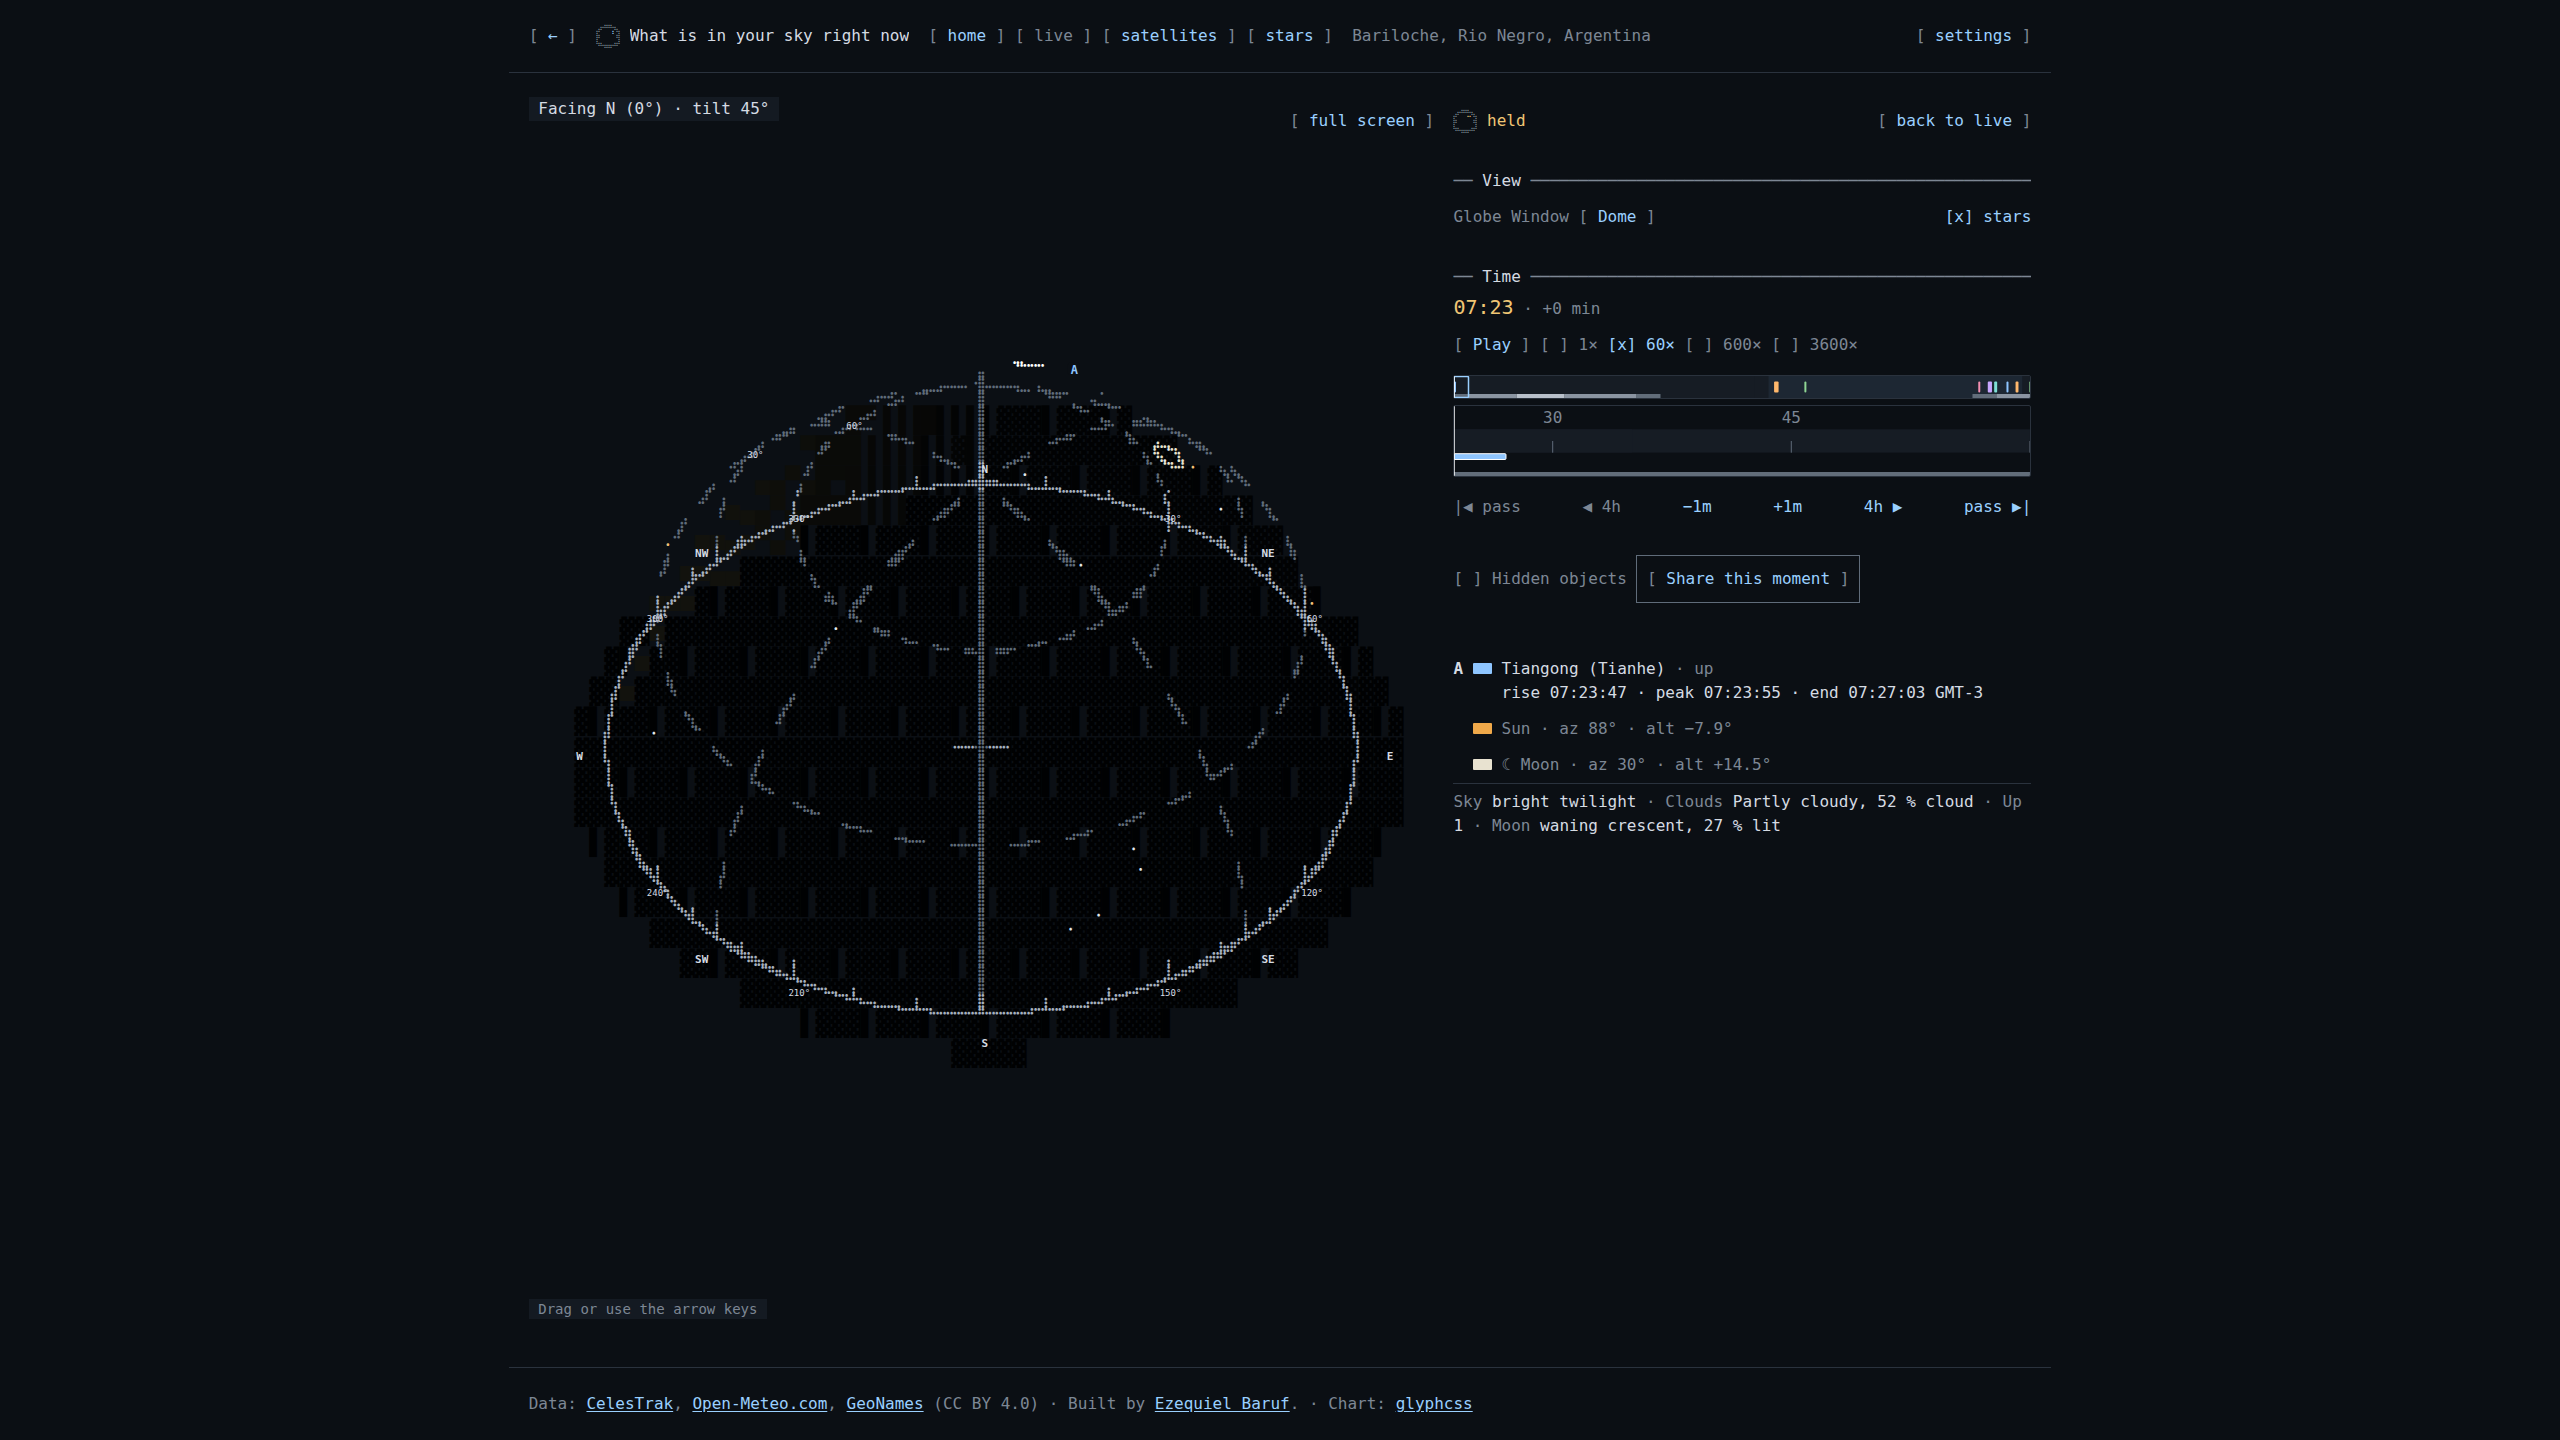 [ ← ] What is in your sky right now [ home ] [ live ] [ satellites ] [ stars ] Bariloche, Rio Negro, Argentina [ settings ]
Facing N (0°) · tilt 45°
[ full screen ]
held [ back to live ]
View
Globe Window [ Dome ] [x] stars
Time
07:23 · +0 min
[ Play ] [ ] 1× [x] 60× [ ] 600× [ ] 3600×
30 45
|◀ pass ◀ 4h −1m +1m 4h ▶ pass ▶|
[ ] Hidden objects [ Share this moment ]
A Tiangong (Tianhe) · up
rise 07:23:47 · peak 07:23:55 · end 07:27:03 GMT-3
Sun · az 88° · alt −7.9°
☾ Moon · az 30° · alt +14.5°
Sky bright twilight · Clouds Partly cloudy, 52 % cloud · Up
1 · Moon waning crescent, 27 % lit
A
60°
30°
N
330° 30°
NW NE
300° 60°
W E
240° 120°
SW SE
210° 150°
S
Drag or use the arrow keys
Data: CelesTrak, Open-Meteo.com, GeoNames (CC BY 4.0) · Built by Ezequiel Baruf. · Chart: glyphcss